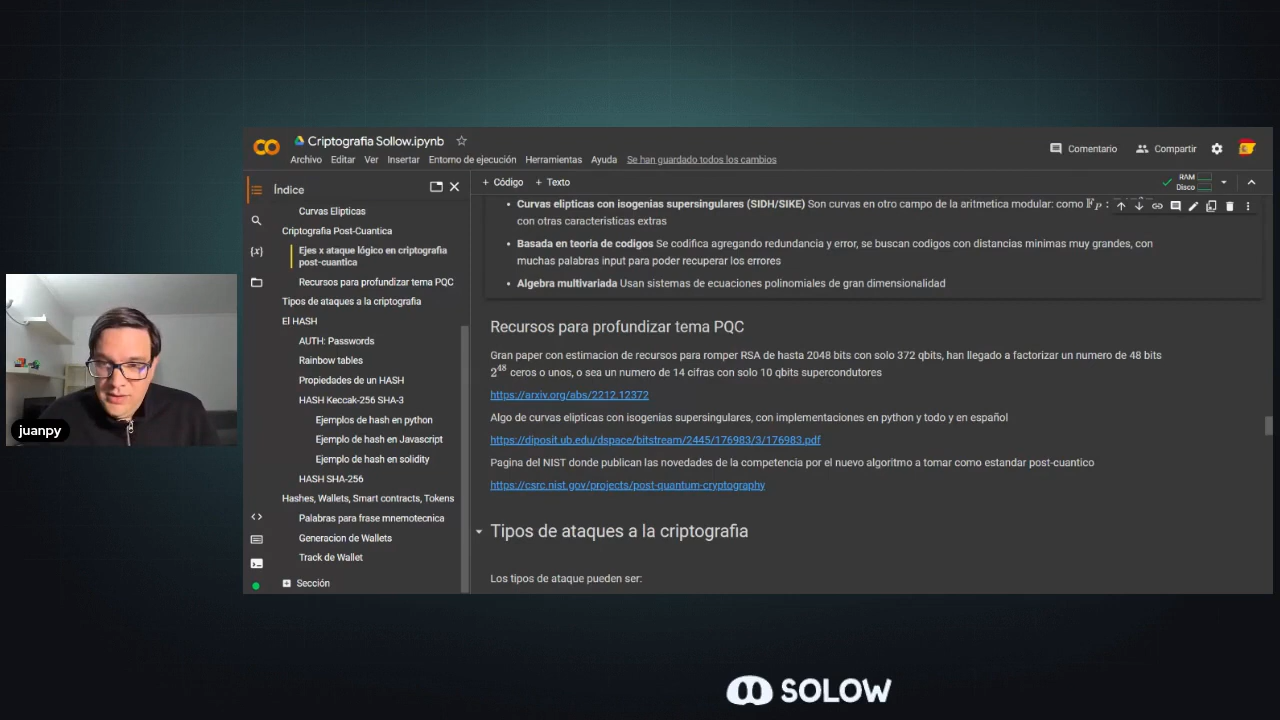 Criptografia Sollow.ipynb
Archivo Editar Ver Insertar Entorno de ejecución Herramientas Ayuda Se han guardado todos los cambios
Comentario Compartir
Índice
+ Código + Texto
RAM
Disco
Curvas Elipticas
Criptografia Post-Cuantica
Ejes x ataque lógico en criptografia
post-cuantica
Recursos para profundizar tema PQC
Tipos de ataques a la criptografia
El HASH
AUTH: Passwords
Rainbow tables
Propiedades de un HASH
HASH Keccak-256 SHA-3
Ejemplos de hash en python
Ejemplo de hash en Javascript
Ejemplo de hash en solidity
HASH SHA-256
Hashes, Wallets, Smart contracts, Tokens
Palabras para frase mnemotecnica
Generacion de Wallets
Track de Wallet
Sección
Curvas elipticas con isogenias supersingulares (SIDH/SIKE) Son curvas en otro campo de la aritmetica modular: como 𝔽_P :
con otras caracteristicas extras
Basada en teoria de codigos Se codifica agregando redundancia y error, se buscan codigos con distancias minimas muy grandes, con
muchas palabras input para poder recuperar los errores
Algebra multivariada Usan sistemas de ecuaciones polinomiales de gran dimensionalidad
Recursos para profundizar tema PQC
Gran paper con estimacion de recursos para romper RSA de hasta 2048 bits con solo 372 qbits, han llegado a factorizar un numero de 48 bits
2^48 ceros o unos, o sea un numero de 14 cifras con solo 10 qbits supercondutores
https://arxiv.org/abs/2212.12372
Algo de curvas elipticas con isogenias supersingulares, con implementaciones en python y todo y en español
https://diposit.ub.edu/dspace/bitstream/2445/176983/3/176983.pdf
Pagina del NIST donde publican las novedades de la competencia por el nuevo algoritmo a tomar como estandar post-cuantico
https://csrc.nist.gov/projects/post-quantum-cryptography
Tipos de ataques a la criptografia
Los tipos de ataque pueden ser:
juanpy
SOLOW